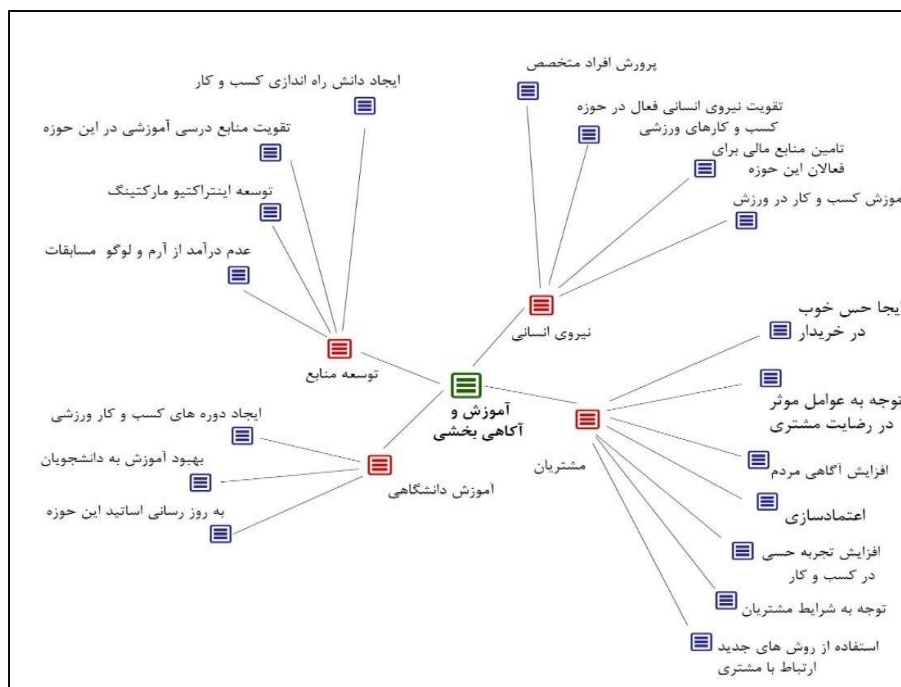 پرورش افراد متخصص
تقویت نیروی انسانی فعال در حوزه
کسب و کارهای ورزشی
تامین منابع مالی برای
فعالان این حوزه
موزش کسب و کار در ورزش
نیروی انسانی
ایجاد دانش راه اندازی کسب و کار
تقویت منابع درسی آموزشی در این حوزه
توسعه اینتراکتیو مارکتینگ
عدم درآمد از آرم و لوگو مسابقات
توسعه منابع
آموزش و
آکاهی بخشی
ایجا حس خوب
در خریدار
توجه به عوامل موثر
در رضایت مشتری
افزایش آگاهی مردم
اعتمادسازی
افزایش تجربه حسی
در کسب و کار
توجه به شرایط مشتریان
استفاده از روش های جدید
ارتباط با مشتری
مشتریان
ایجاد دوره های کسب و کار ورزشی
بهبود آموزش به دانشجویان
به روز رسانی اساتید این حوزه
آموزش دانشگاهی